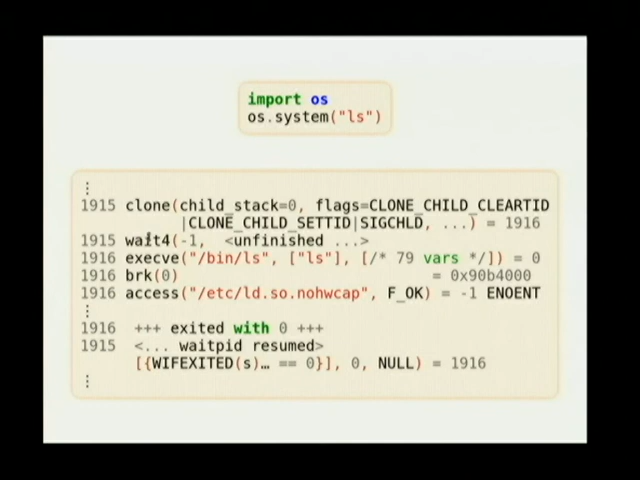 import os
os.system("ls")
⋮
1915 clone(child_stack=0, flags=CLONE_CHILD_CLEARTID
|CLONE_CHILD_SETTID|SIGCHLD, ...) = 1916
1915 wait4(-1, <unfinished ...>
1916 execve("/bin/ls", ["ls"], [/* 79 vars */]) = 0
1916 brk(0) = 0x90b4000
1916 access("/etc/ld.so.nohwcap", F_OK) = -1 ENOENT
⋮
1916 +++ exited with 0 +++
1915 <... waitpid resumed>
[{WIFEXITED(s)… == 0}], 0, NULL) = 1916
⋮